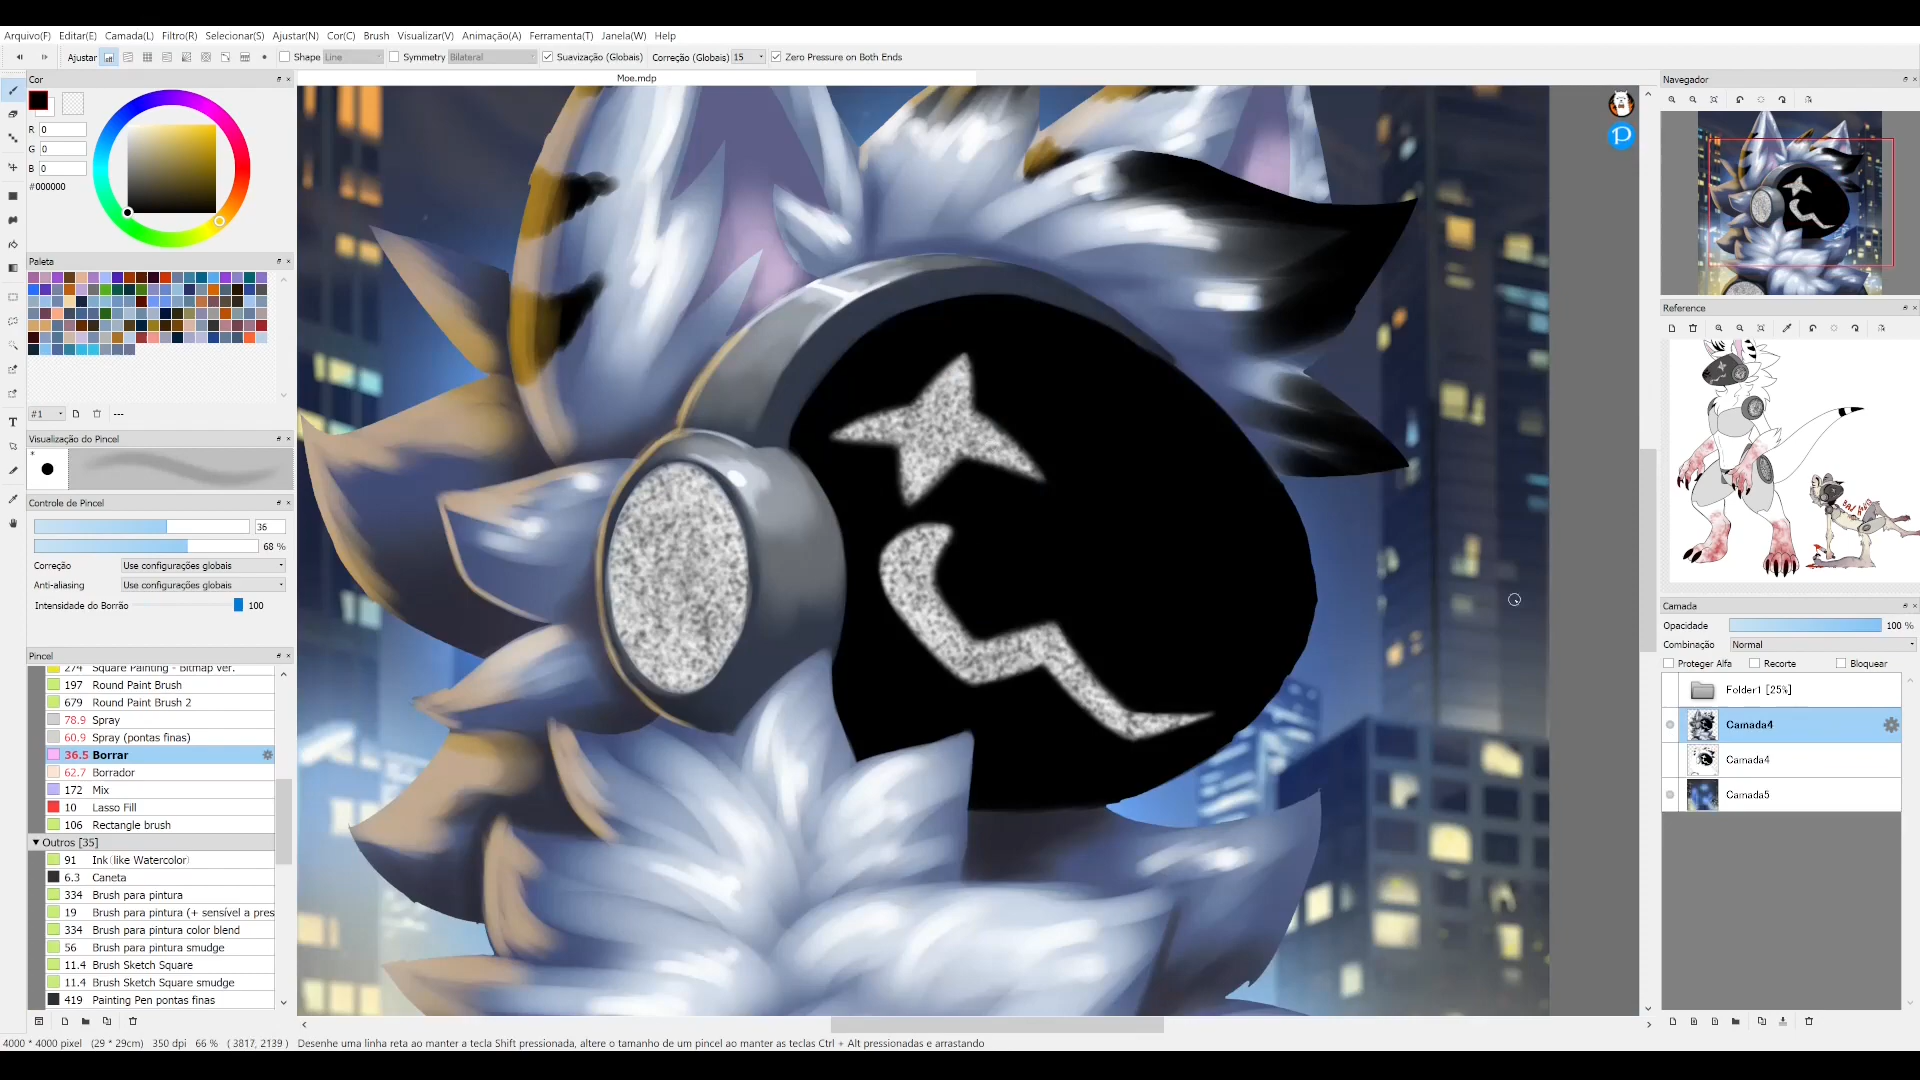 Arquivo(F) Editar(E) Camada(L) Filtro(R) Selecionar(S) Ajustar(N) Cor(C) Brush Visualizar(V) Animação(A) Ferramenta(T) Janela(W) Help
Ajustar Shape Line Symmetry Bilateral Suavização (Globais) Correção (Globais) 15 Zero Pressure on Both Ends
Cor
Moe.mdp
Navegador
R 0
G 0
B 0
#000000
Paleta
Reference
#1 ---
Visualização do Pincel
Controle de Pincel
36
68 %
Correção Use configurações globais
Anti-aliasing Use configurações globais
Intensidade do Borrão 100
Camada
Opacidade 100 %
Combinação Normal
Proteger Alfa Recorte Bloquear
Folder1 [25%]
Camada4
Camada4
Camada5
Pincel
274 Square Painting - Bitmap ver.
197 Round Paint Brush
679 Round Paint Brush 2
78.9 Spray
60.9 Spray (pontas finas)
36.5 Borrar
62.7 Borrador
172 Mix
10 Lasso Fill
106 Rectangle brush
Outros [35]
91 Ink(like Watercolor)
6.3 Caneta
334 Brush para pintura
19 Brush para pintura (+ sensível a pres
334 Brush para pintura color blend
56 Brush para pintura smudge
11.4 Brush Sketch Square
11.4 Brush Sketch Square smudge
419 Painting Pen pontas finas
4000 * 4000 pixel (29 * 29cm) 350 dpi 66 % ( 3817, 2139 ) Desenhe uma linha reta ao manter a tecla Shift pressionada, altere o tamanho de um pincel ao manter as teclas Ctrl + Alt pressionadas e arrastando